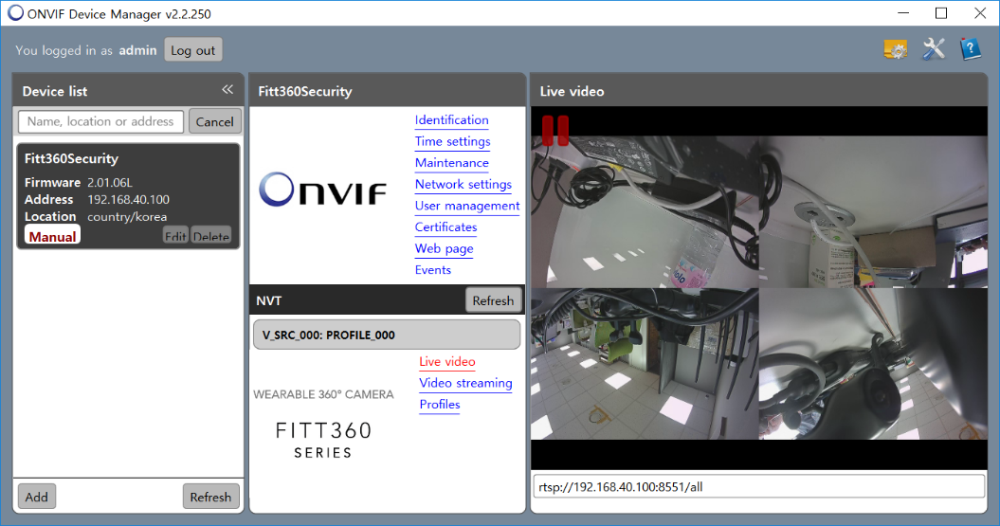 ONVIF Device Manager v2.2.250
You logged in as admin Log out
Device list
Name, location or address Cancel
Fitt360Security
Firmware 2.01.06L
Address 192.168.40.100
Location country/korea
Manual Edit Delete
Add Refresh
Fitt360Security
ONVIF
Identification
Time settings
Maintenance
Network settings
User management
Certificates
Web page
Events
NVT Refresh
V_SRC_000: PROFILE_000
Live video
Video streaming
Profiles
WEARABLE 360° CAMERA
FITT360
SERIES
Live video
rtsp://192.168.40.100:8551/all